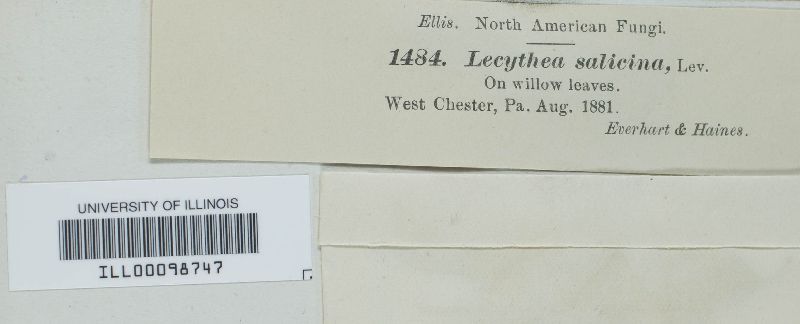 Ellis. North American Fungi.
1484. Lecythea salicina, Lev.
On willow leaves.
West Chester, Pa. Aug. 1881.
Everhart & Haines.
UNIVERSITY OF ILLINOIS
ILL00098747